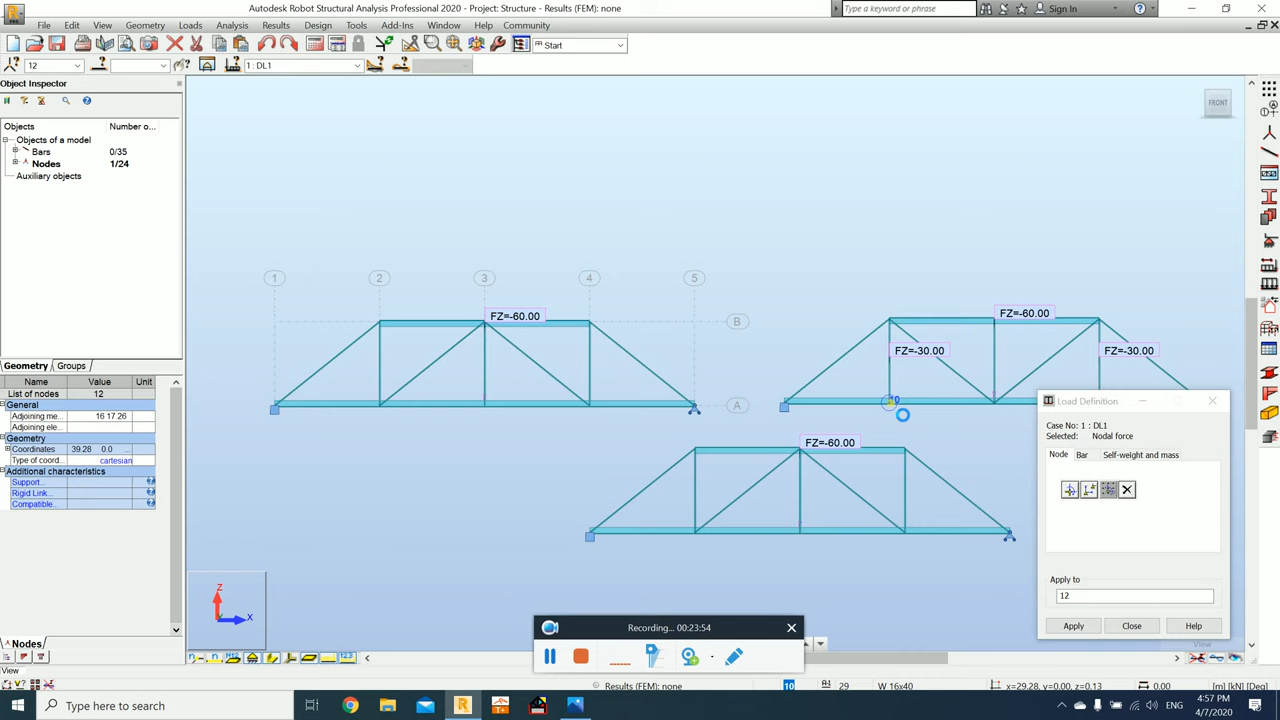 Autodesk Robot Structural Analysis Professional 2020 - Project: Structure - Results (FEM): none
Type a keyword or phrase
Sign In
File Edit View Geometry Loads Analysis Results Design Tools Add-Ins Window Help Community
Start
12
1 : DL1
Object Inspector
Objects Number o...
Objects of a model
Bars 0/35
Nodes 1/24
Auxiliary objects
Geometry Groups
Name Value Unit
List of nodes 12
General
Adjoining me... 16 17 26
Adjoining ele...
Geometry
Coordinates 39.28 0.0 ...
Type of coord... cartesian
Additional characteristics
Support...
Rigid Link...
Compatible...
Nodes
View
FRONT
1 2 3 4 5
B
A
FZ=-60.00
FZ=-60.00
FZ=-30.00
FZ=-30.00
FZ=-60.00
Z
X
Load Definition
Case No: 1 : DL1
Selected: Nodal force
Node Bar Self-weight and mass
Apply to
12
Apply Close Help
View
Recording... 00:23:54
Results (FEM): none
10
29
W 16x40
x=29.28, y=0.00, z=0.13
0.00
[m] [kN] [Deg]
Type here to search
ENG
4:57 PM
4/7/2020